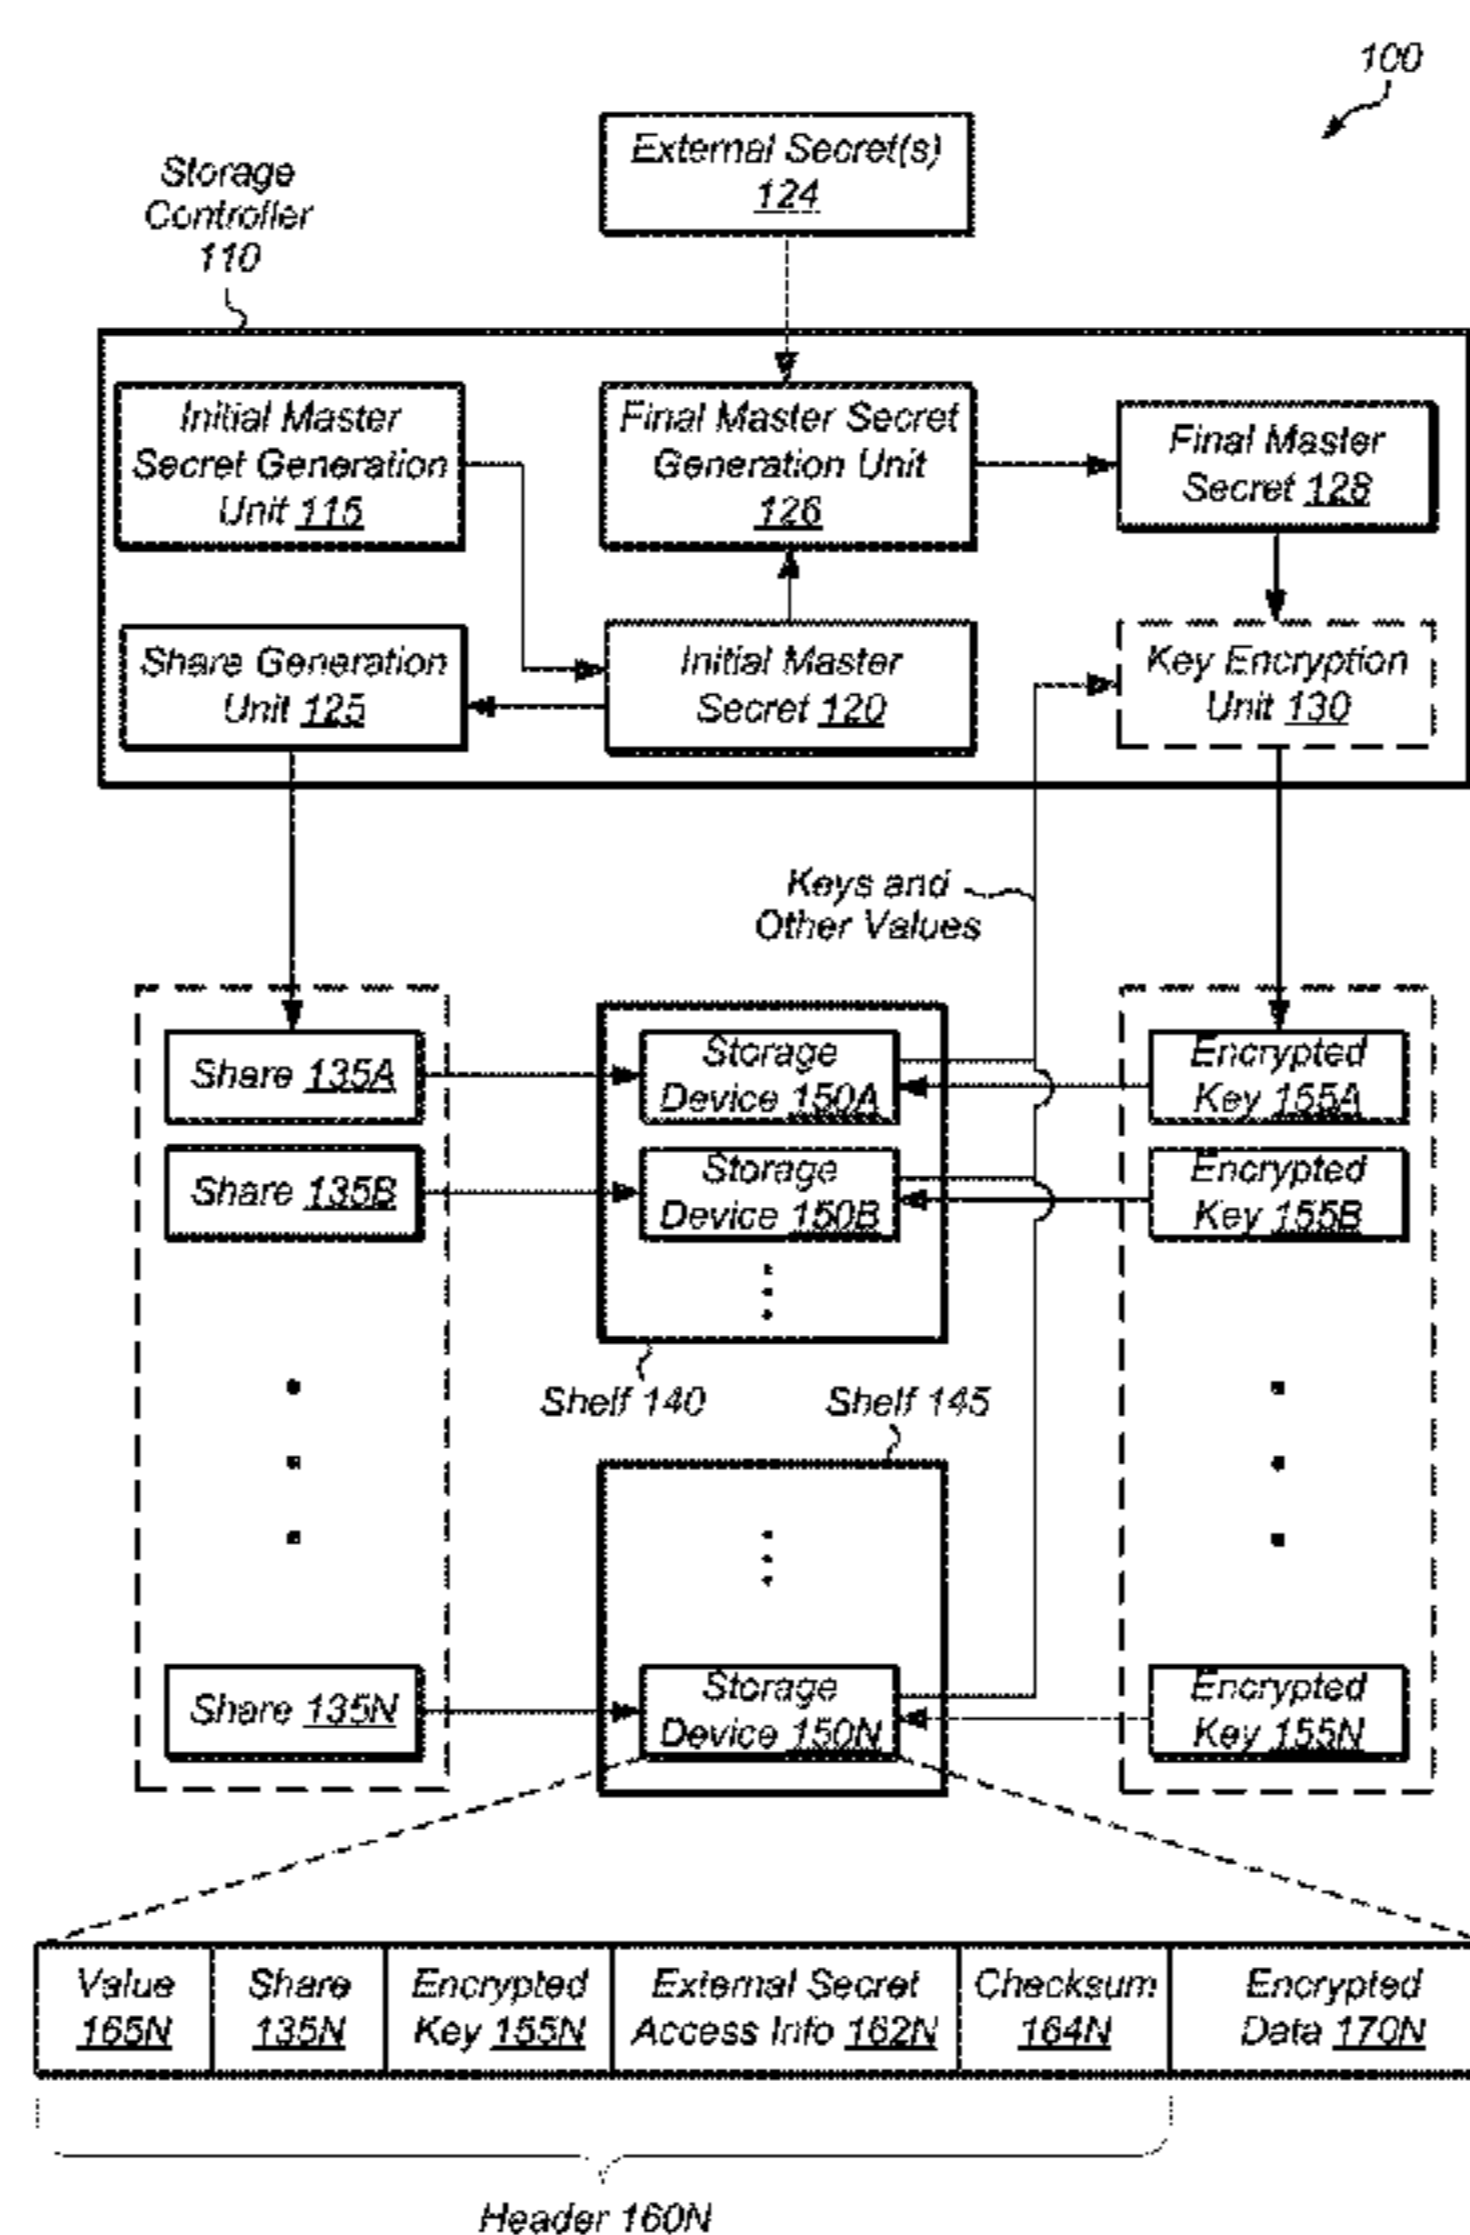 100
External Secret(s)
124
Storage
Controller
110
Initial Master
Secret Generation
Unit 115
Final Master Secret
Generation Unit
126
Final Master
Secret 128
Share Generation
Unit 125
Initial Master
Secret 120
Key Encryption
Unit 130
Keys and
Other Values
Share 135A
Storage
Device 150A
Encrypted
Key 155A
Share 135B
Storage
Device 150B
Encrypted
Key 155B
Shelf 140
Shelf 145
Share 135N
Storage
Device 150N
Encrypted
Key 155N
Value
165N
Share
135N
Encrypted
Key 155N
External Secret
Access Info 162N
Checksum
164N
Encrypted
Data 170N
Header 160N